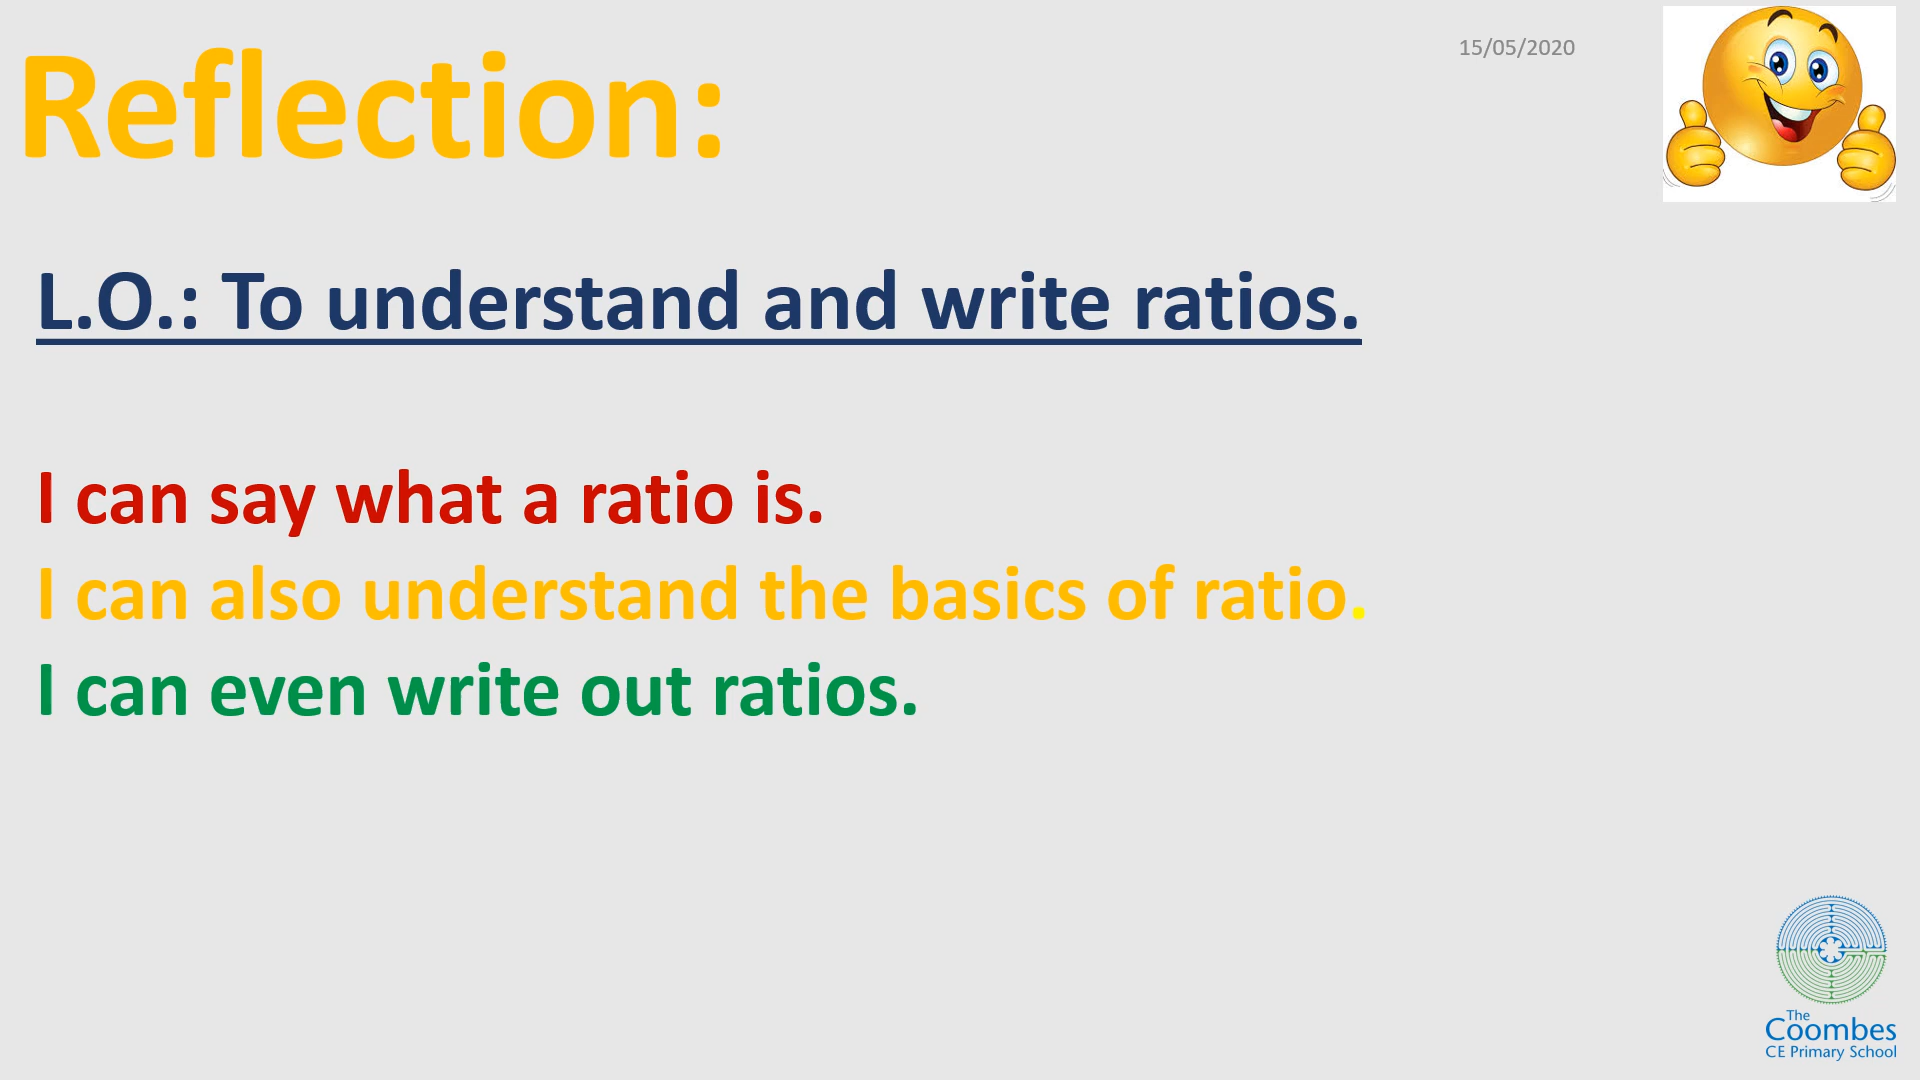 Reflection:
15/05/2020
L.O.: To understand and write ratios.
I can say what a ratio is.
I can also understand the basics of ratio.
I can even write out ratios.
The
Coombes
CE Primary School